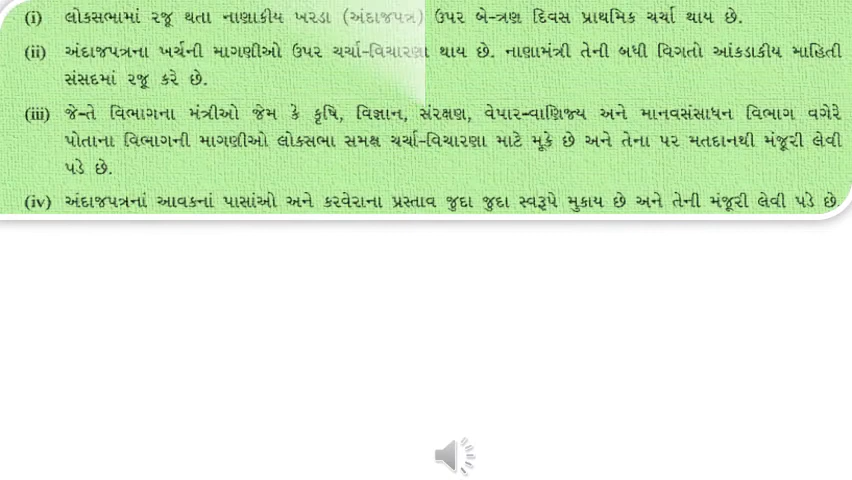 (i) લોકસભામાં રજૂ થતા નાણાકીય ખરડા (અંદાજપત્ર) ઉપર બે-ત્રણ દિવસ પ્રાથમિક ચર્ચા થાય છે.
(ii) અંદાજપત્રના ખર્ચની માગણીઓ ઉપર ચર્ચા-વિચારણા થાય છે. નાણામંત્રી તેની બધી વિગતો આંકડાકીય માહિતી
સંસદમાં રજૂ કરે છે.
(iii) જે-તે વિભાગના મંત્રીઓ જેમ કે કૃષિ, વિજ્ઞાન, સંરક્ષણ, વેપાર-વાણિજ્ય અને માનવસંસાધન વિભાગ વગેરે
પોતાના વિભાગની માગણીઓ લોકસભા સમક્ષ ચર્ચા-વિચારણા માટે મૂકે છે અને તેના પર મતદાનથી મંજૂરી લેવી
પડે છે.
(iv) અંદાજપત્રનાં આવકનાં પાસાંઓ અને કરવેરાના પ્રસ્તાવ જુદા જુદા સ્વરૂપે મુકાય છે અને તેની મંજૂરી લેવી પડે છે.